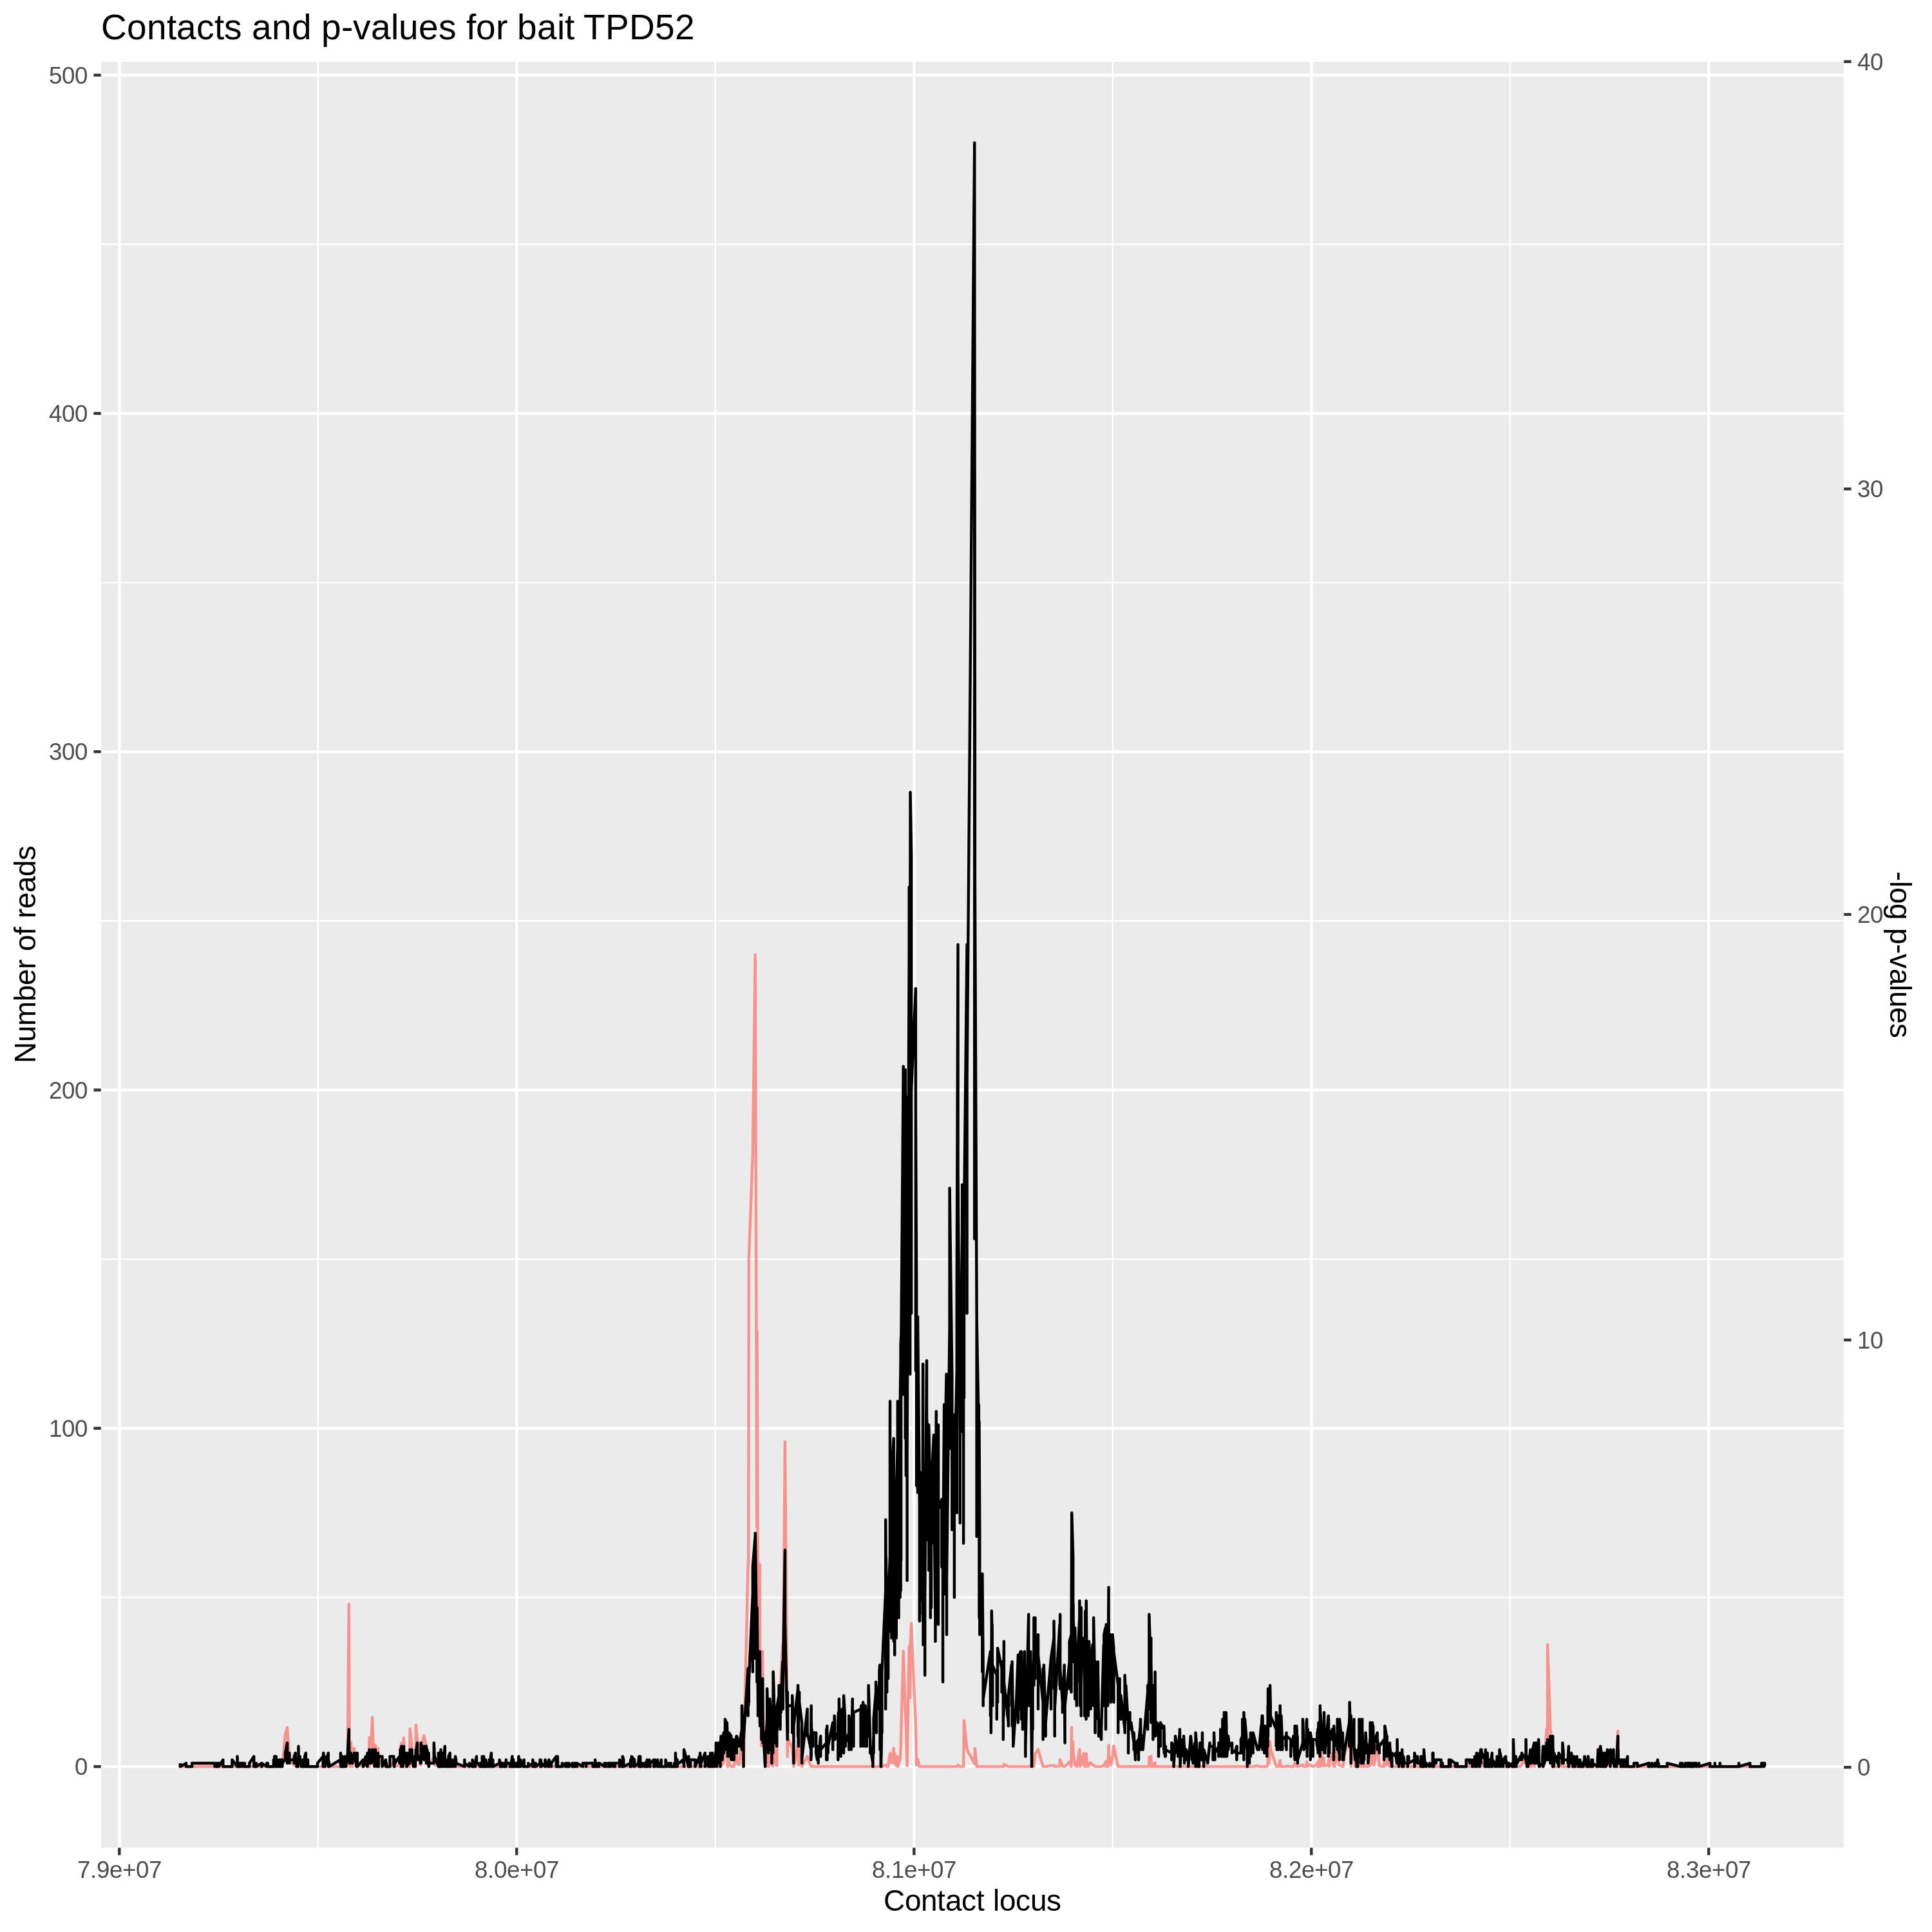 Contacts and p-values for bait TPD52
500
400
300
200
100
0
Number of reads
40
30
20
10
0
-log p-values
7.9e+07 8.0e+07 8.1e+07 8.2e+07 8.3e+07
Contact locus